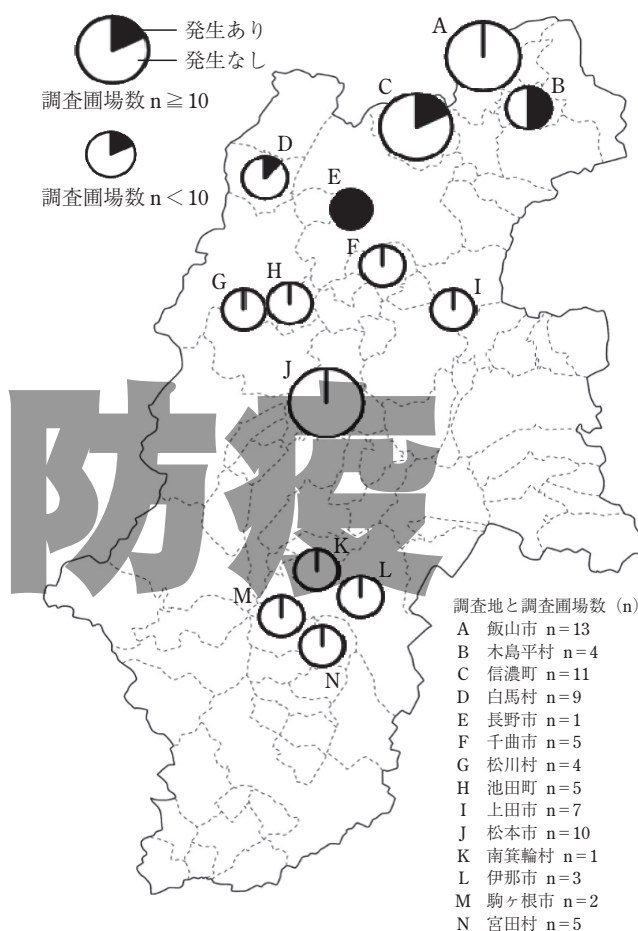 発生あり
発生なし
調査圃場数 n≧10
調査圃場数 n<10
A
B
C
D
E
F
G
H
I
J
K
L
M
N
防疫
調査地と調査圃場数 (n)
A 飯山市 n=13
B 木島平村 n=4
C 信濃町 n=11
D 白馬村 n=9
E 長野市 n=1
F 千曲市 n=5
G 松川村 n=4
H 池田町 n=5
I 上田市 n=7
J 松本市 n=10
K 南箕輪村 n=1
L 伊那市 n=3
M 駒ヶ根市 n=2
N 宮田村 n=5